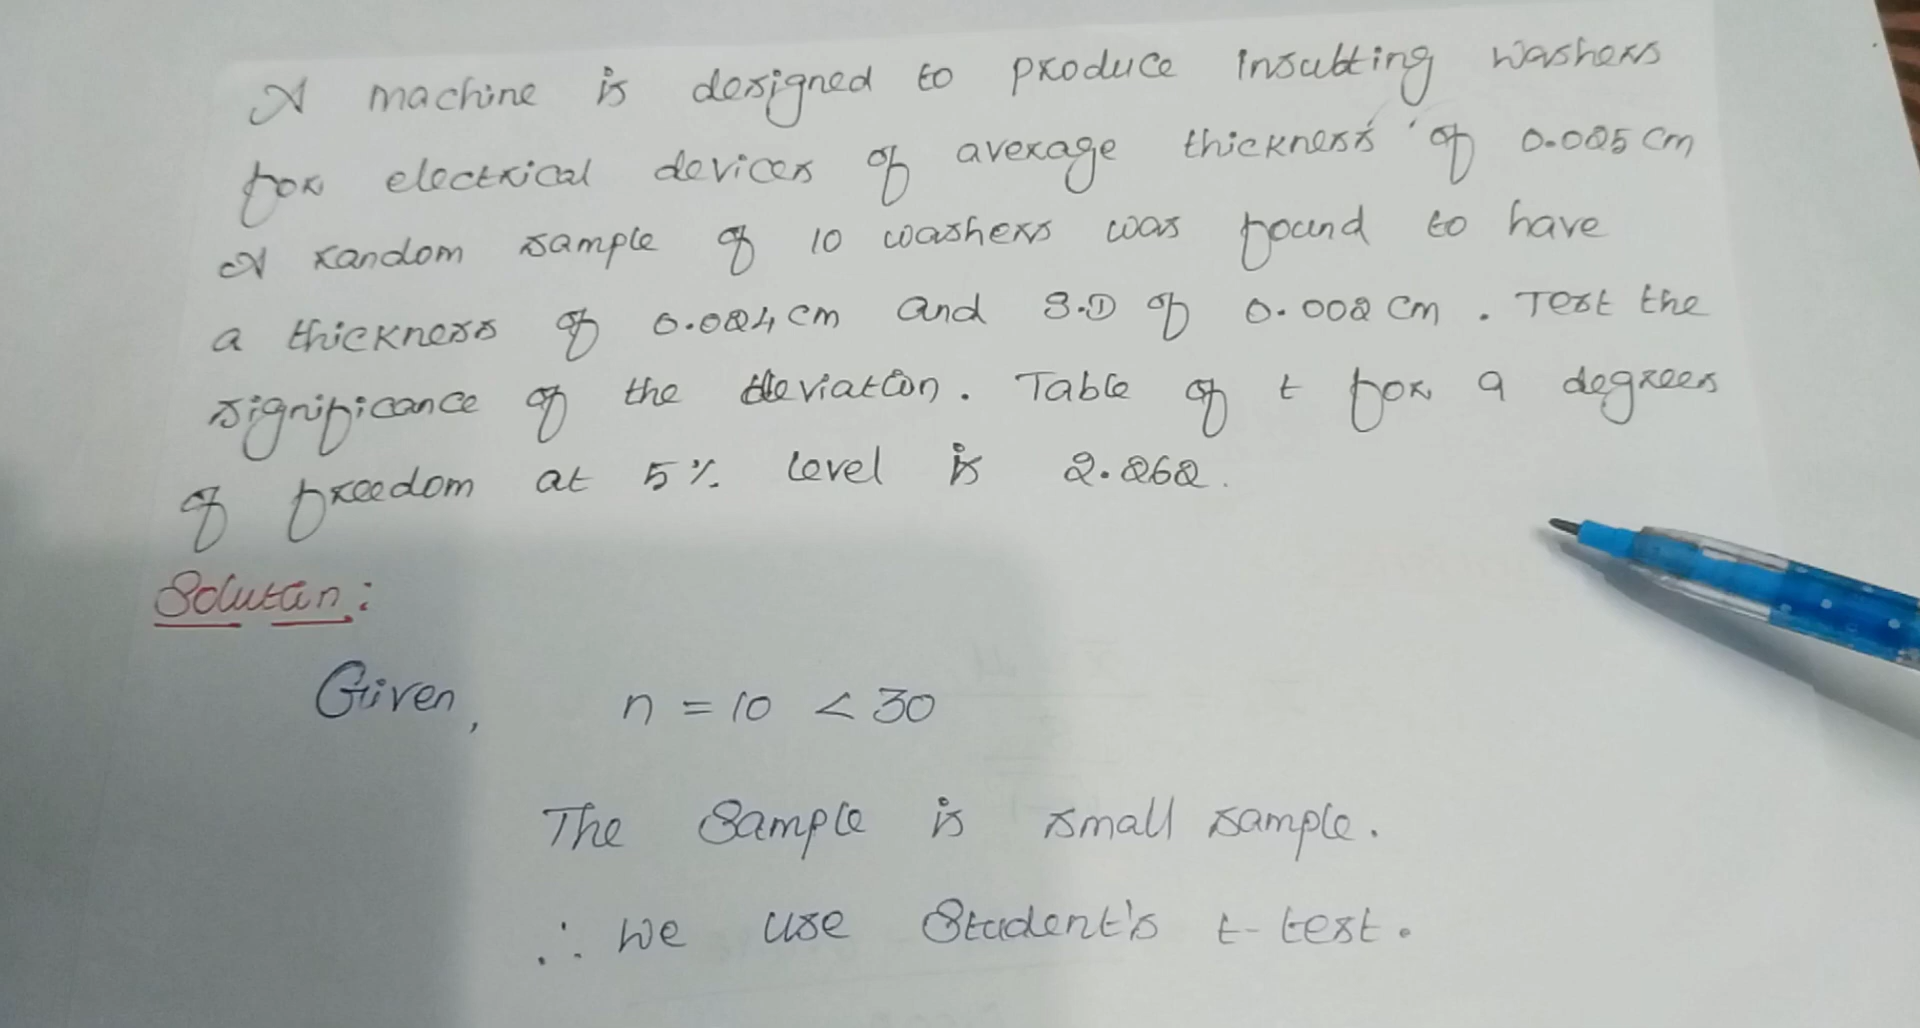 A machine is designed to produce insulting washers
for electrical devices of average thickness of 0.025 cm
A random sample of 10 washers was found to have
a thickness of 0.024 cm and S.D of 0.002 cm. Test the
significance of the deviation. Table of t for 9 degrees
of freedom at 5% level is 2.262.
Solution:
Given, n = 10 < 30
The Sample is small sample.
∴ we use Student's t-test.